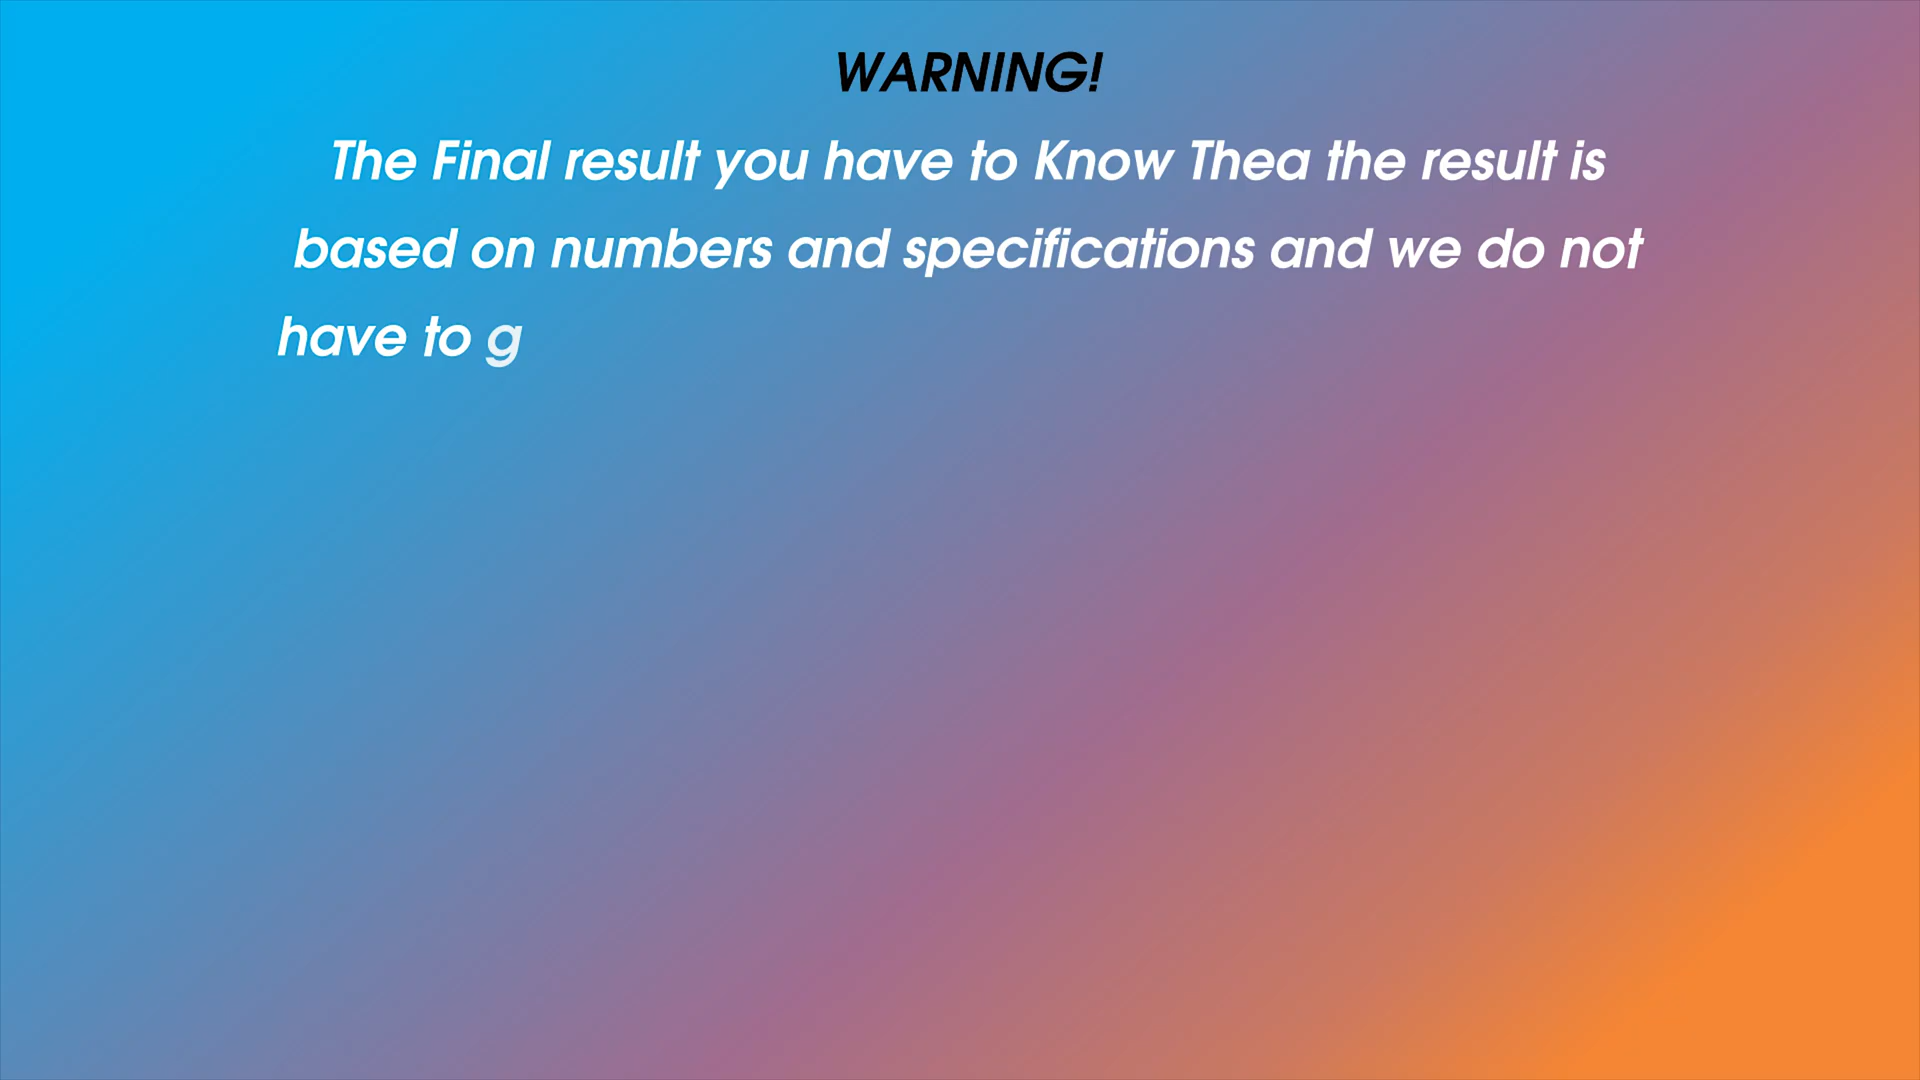 WARNING!
The Final result you have to Know Thea the result is
based on numbers and specifications and we do not
have to g